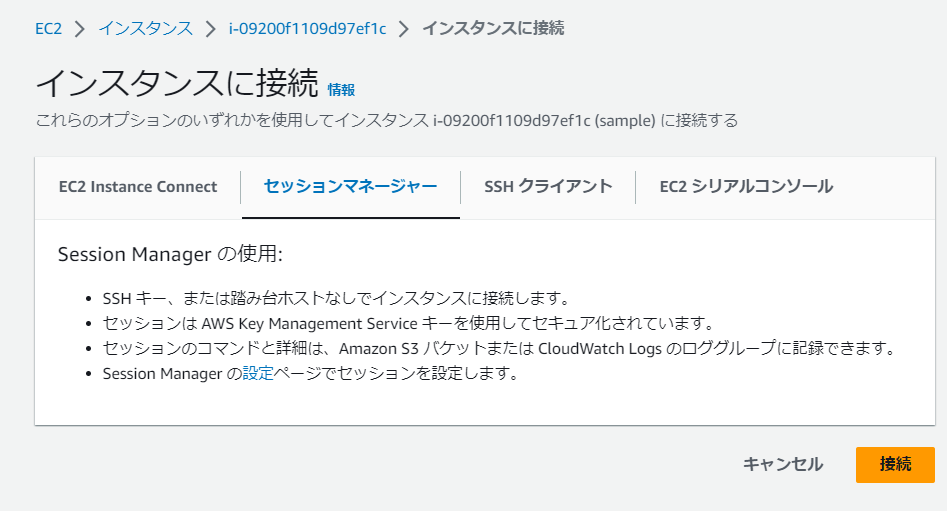 EC2 > インスタンス > i-09200f1109d97ef1c > インスタンスに接続
インスタンスに接続 情報
これらのオプションのいずれかを使用してインスタンス i-09200f1109d97ef1c (sample) に接続する
EC2 Instance Connect セッションマネージャー SSH クライアント EC2 シリアルコンソール
Session Manager の使用:
• SSH キー、または踏み台ホストなしでインスタンスに接続します。
• セッションは AWS Key Management Service キーを使用してセキュア化されています。
• セッションのコマンドと詳細は、Amazon S3 バケットまたは CloudWatch Logs のロググループに記録できます。
• Session Manager の設定ページでセッションを設定します。
キャンセル 接続